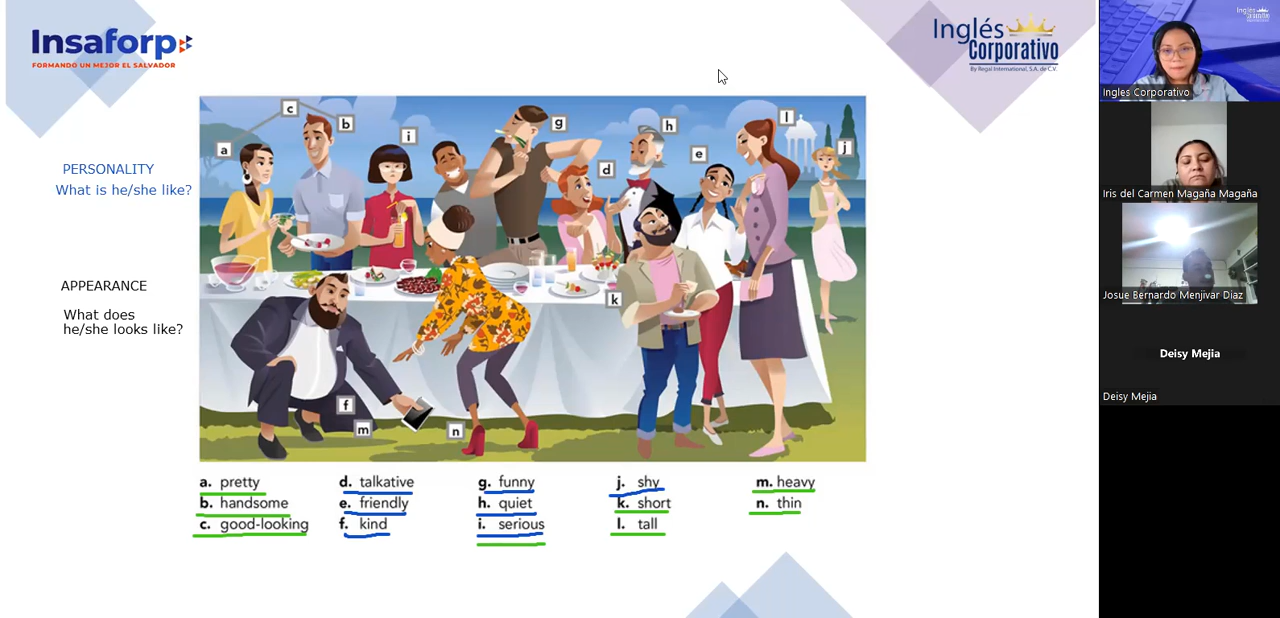 Insaforp
FORMANDO UN MEJOR EL SALVADOR
Inglés
Corporativo
By Regal International, S.A. de C.V.
PERSONALITY
What is he/she like?
APPEARANCE
What does
he/she looks like?
a
c
b
i
g
d
h
e
l
j
k
f
m
n
a. pretty
b. handsome
c. good-looking
d. talkative
e. friendly
f. kind
g. funny
h. quiet
i. serious
j. shy
k. short
l. tall
m. heavy
n. thin
Ingles Corporativo
Iris del Carmen Magaña Magaña
Josue Bernardo Menjivar Diaz
Deisy Mejia
Deisy Mejia